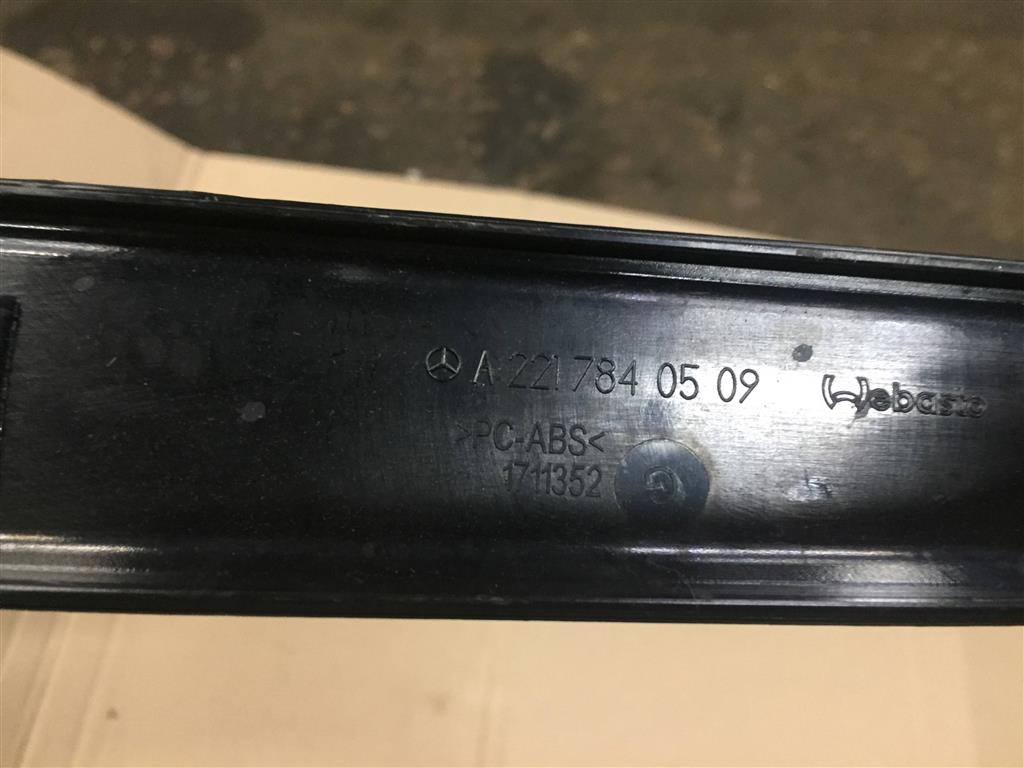 A 221 784 05 09
Webasto
>PC-ABS<
1711352